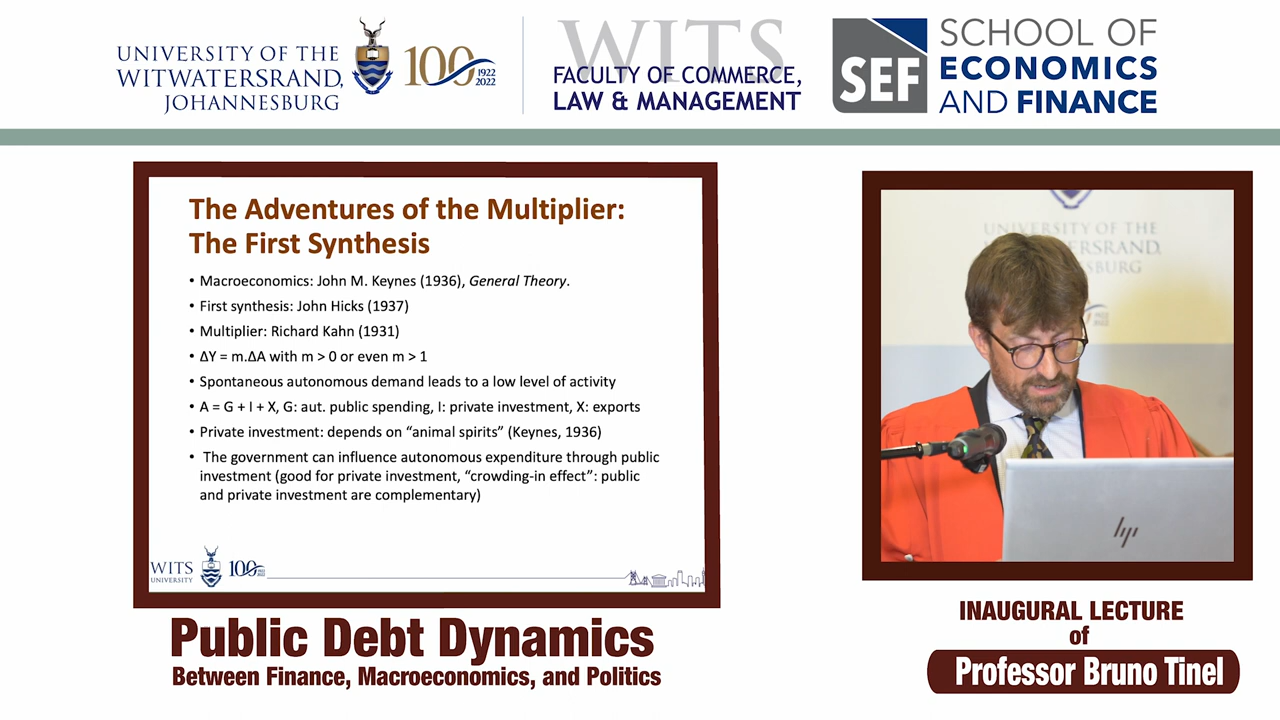 UNIVERSITY OF THE
WITWATERSRAND,
JOHANNESBURG
100
1922
2022
WITS
FACULTY OF COMMERCE,
LAW & MANAGEMENT
SEF
SCHOOL OF
ECONOMICS
AND FINANCE
The Adventures of the Multiplier:
The First Synthesis
• Macroeconomics: John M. Keynes (1936), General Theory.
• First synthesis: John Hicks (1937)
• Multiplier: Richard Kahn (1931)
• ΔY = m.ΔA with m > 0 or even m > 1
• Spontaneous autonomous demand leads to a low level of activity
• A = G + I + X, G: aut. public spending, I: private investment, X: exports
• Private investment: depends on “animal spirits” (Keynes, 1936)
• The government can influence autonomous expenditure through public
investment (good for private investment, “crowding-in effect”: public
and private investment are complementary)
WITS
UNIVERSITY
100
UNIVERSITY OF THE
hp
Public Debt Dynamics
Between Finance, Macroeconomics, and Politics
INAUGURAL LECTURE
of
Professor Bruno Tinel